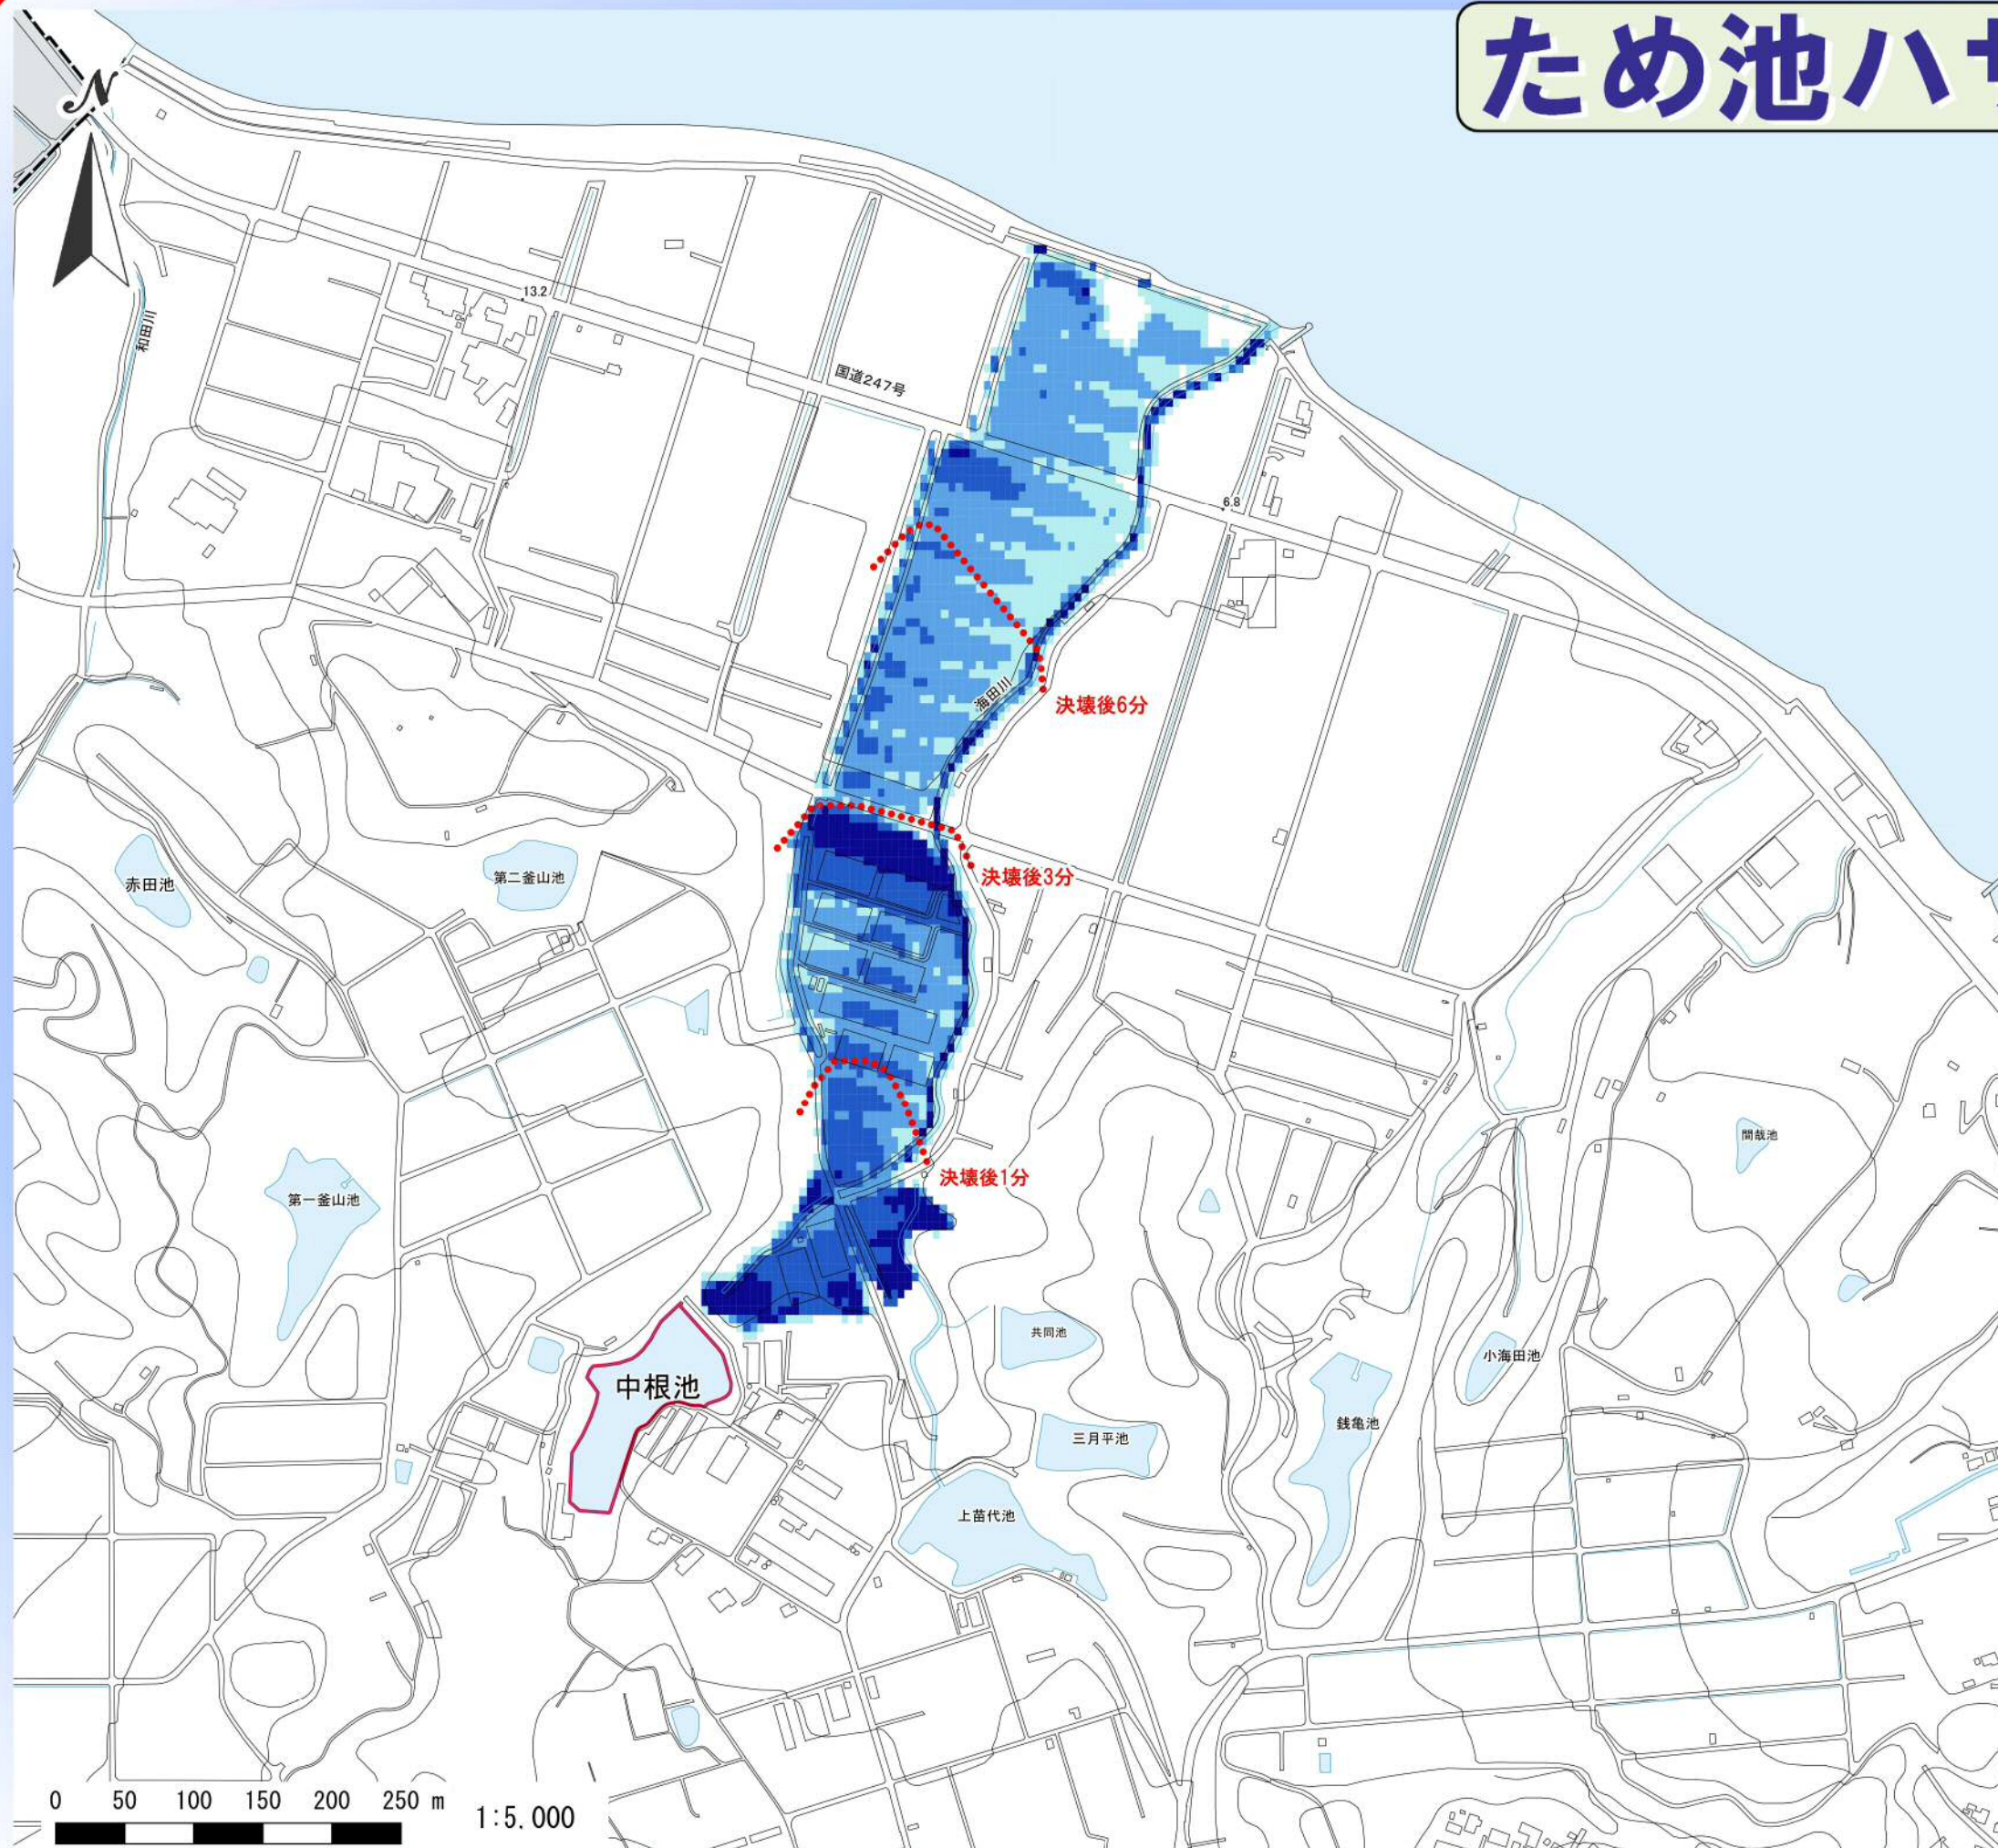 ため池ハザ
N
和田川
13.2
国道247号
6.8
海田川
決壊後6分
赤田池
第二釜山池
決壊後3分
間哉池
決壊後1分
第一釜山池
共同池
小海田池
中根池
銭亀池
三月平池
上苗代池
0 50 100 150 200 250 m
1:5,000